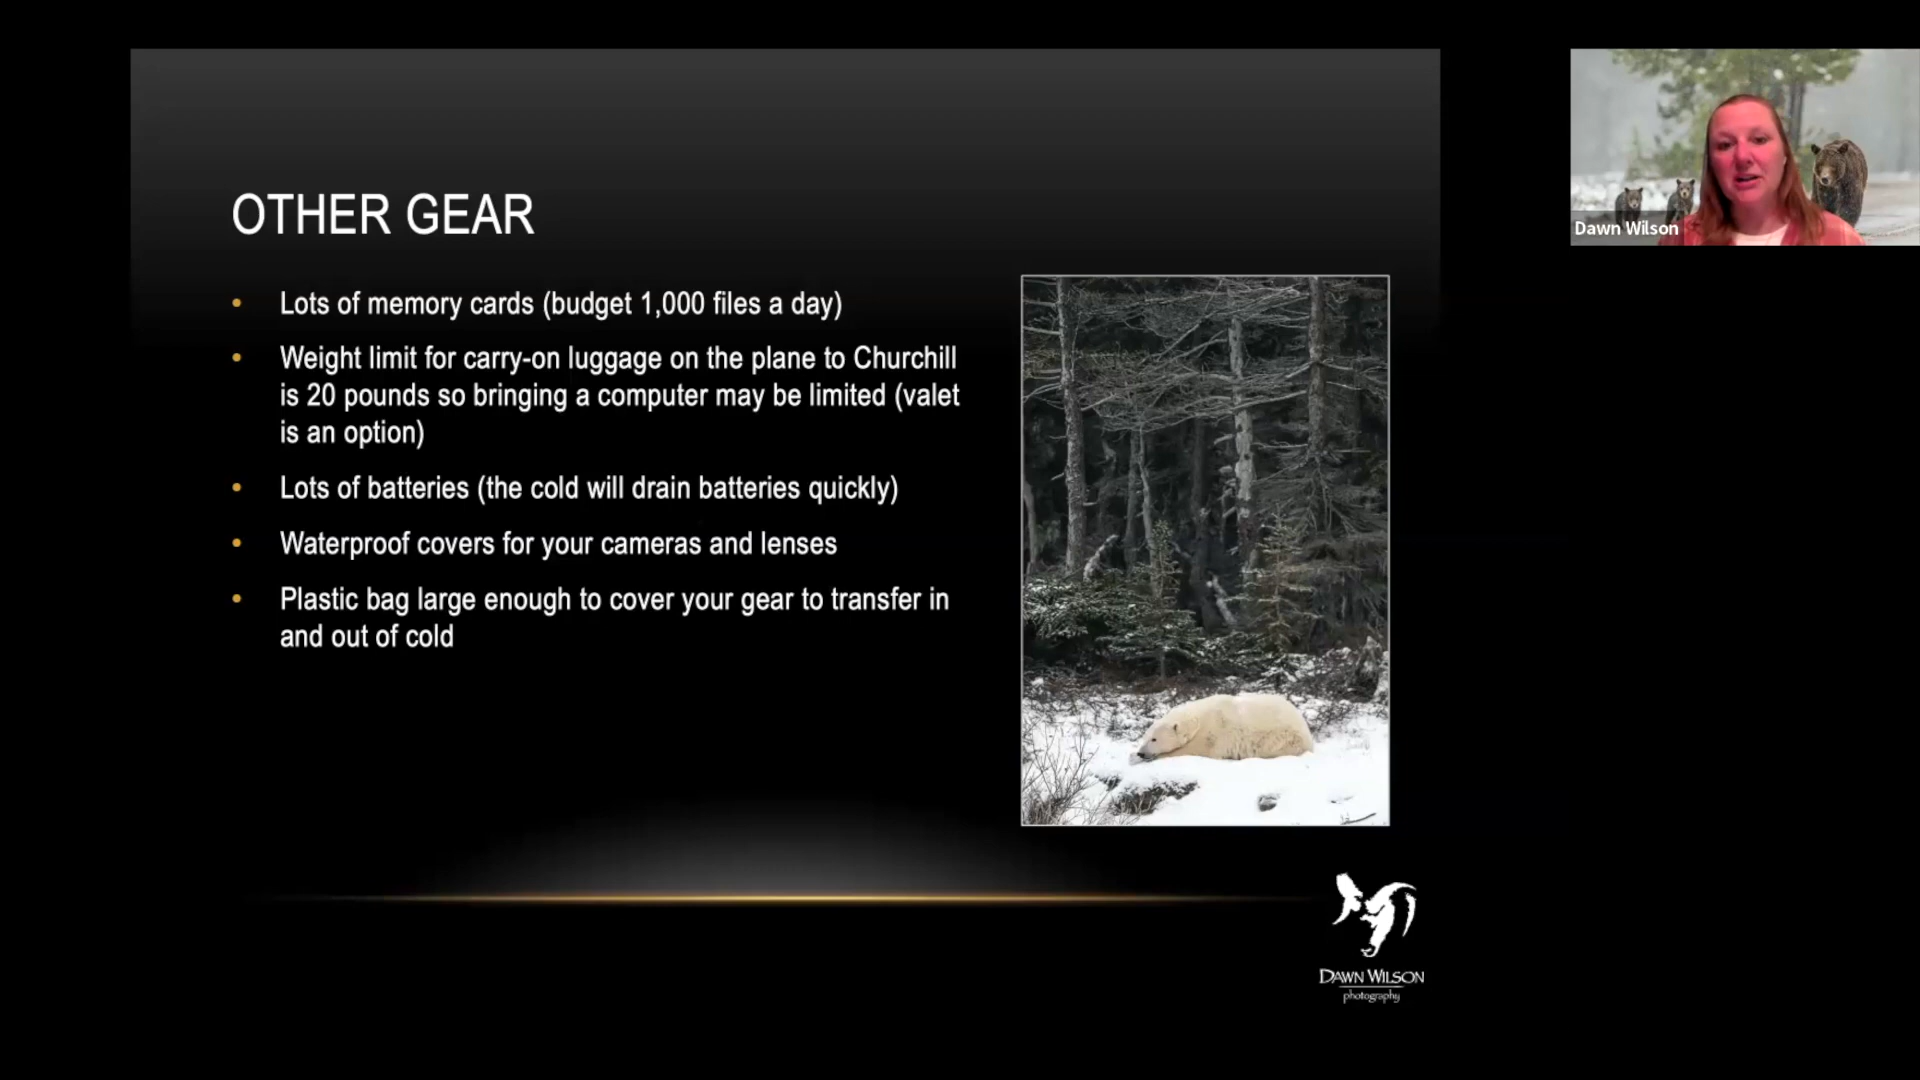 OTHER GEAR
• Lots of memory cards (budget 1,000 files a day)
• Weight limit for carry-on luggage on the plane to Churchill
is 20 pounds so bringing a computer may be limited (valet
is an option)
• Lots of batteries (the cold will drain batteries quickly)
• Waterproof covers for your cameras and lenses
• Plastic bag large enough to cover your gear to transfer in
and out of cold
Dawn Wilson
DAWN WILSON
photography